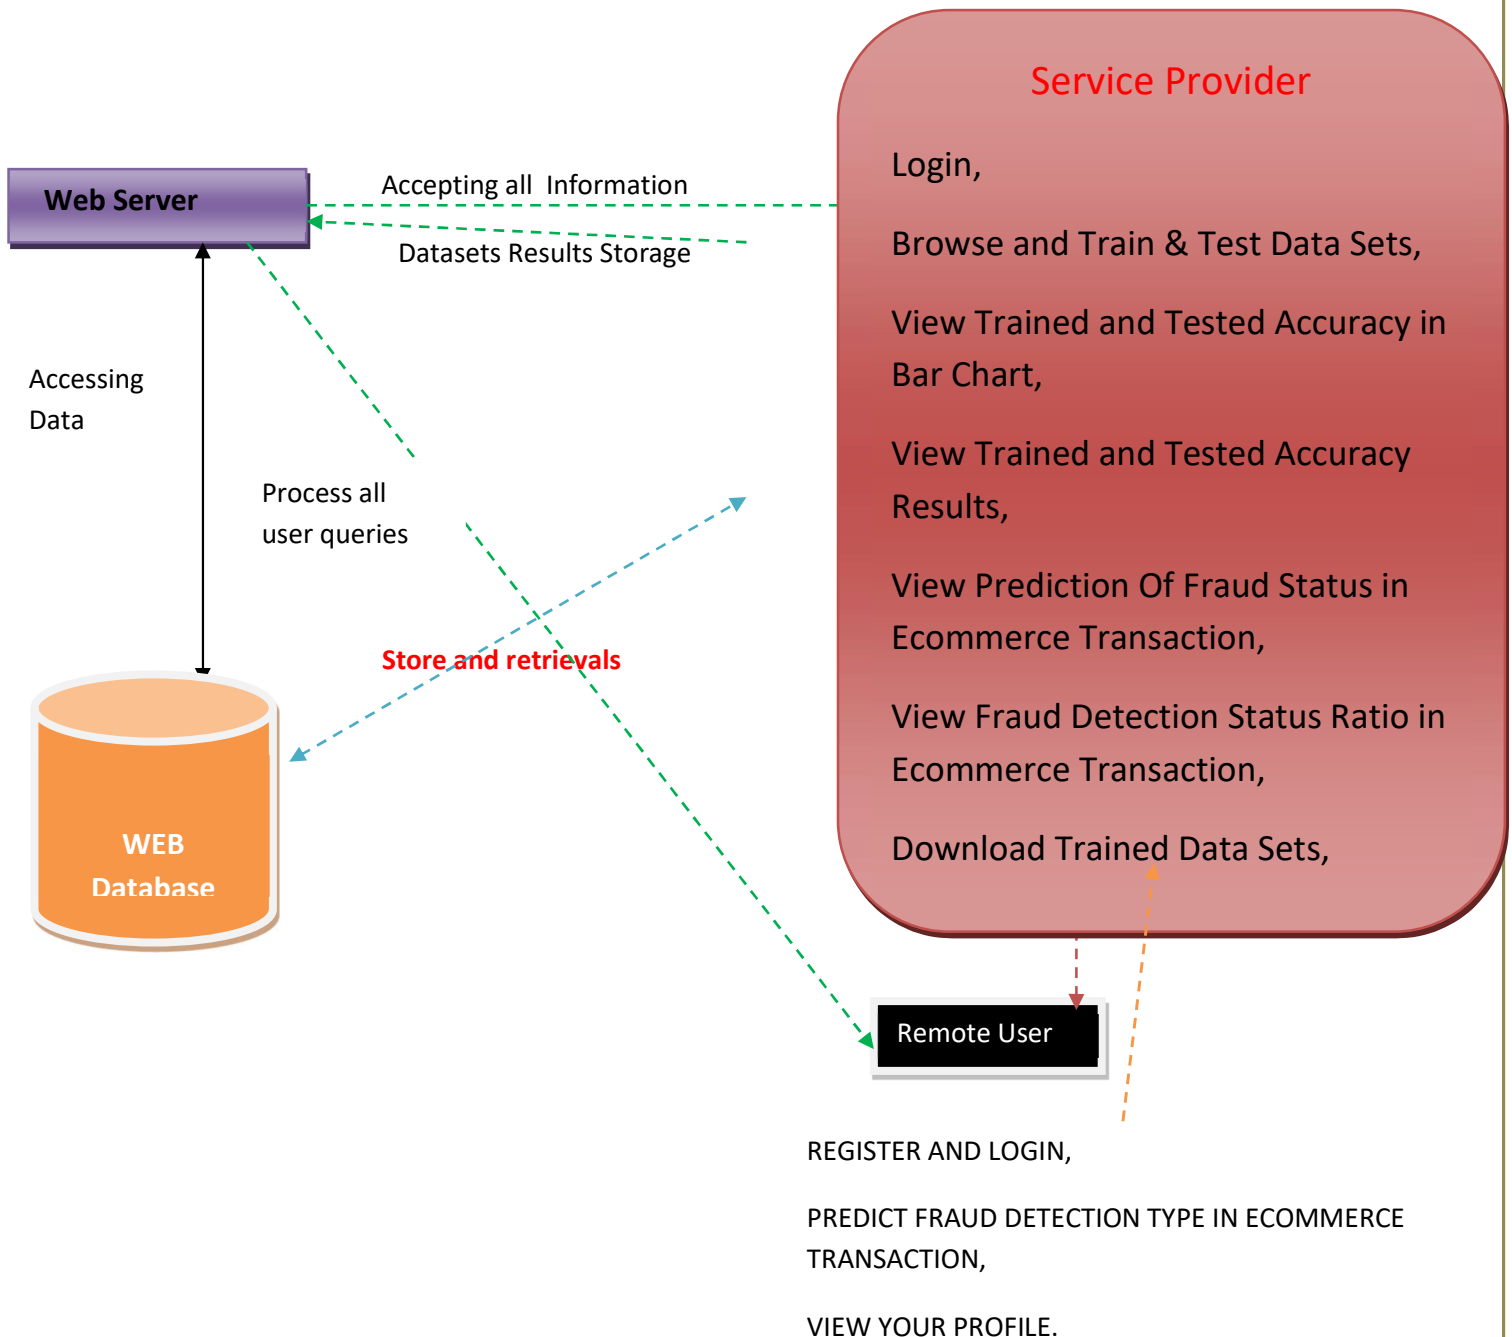 Service Provider
Login,
Browse and Train & Test Data Sets,
View Trained and Tested Accuracy in
Bar Chart,
View Trained and Tested Accuracy
Results,
View Prediction Of Fraud Status in
Ecommerce Transaction,
View Fraud Detection Status Ratio in
Ecommerce Transaction,
Download Trained Data Sets,
Web Server
Accepting all  Information
Datasets Results Storage
Accessing
Data
Process all
user queries
Store and retrievals
WEB
Database
Remote User
REGISTER AND LOGIN,
PREDICT FRAUD DETECTION TYPE IN ECOMMERCE
TRANSACTION,
VIEW YOUR PROFILE.